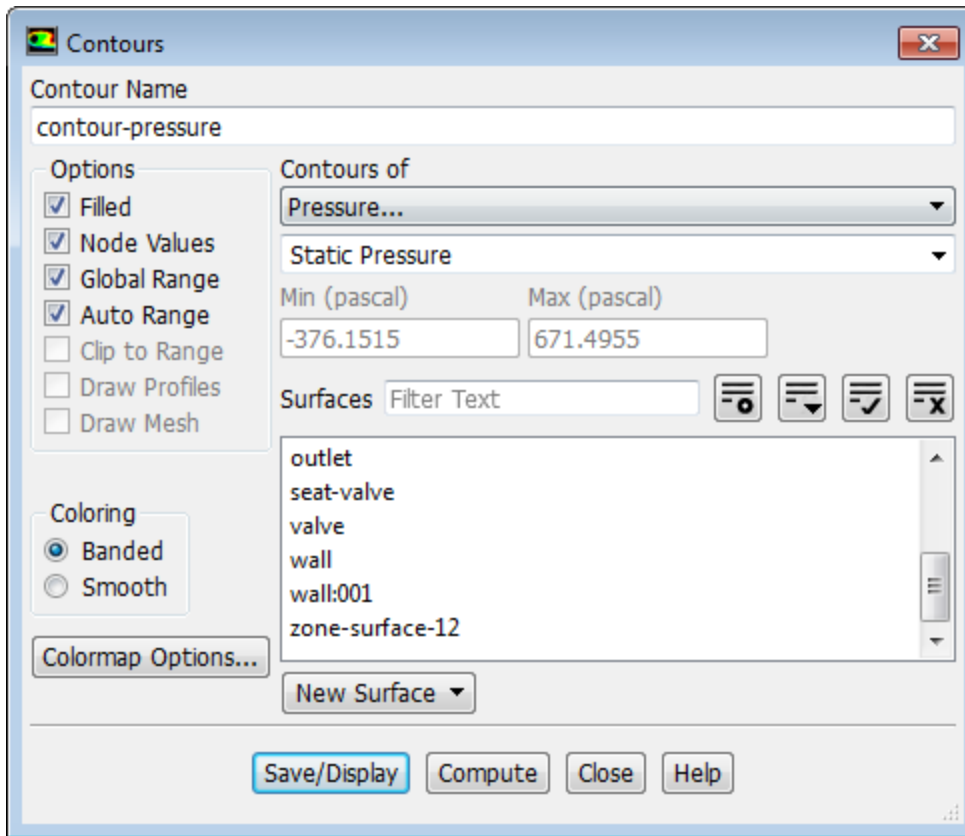 Contours
Contour Name
contour-pressure
Options
Filled
Node Values
Global Range
Auto Range
Clip to Range
Draw Profiles
Draw Mesh
Coloring
Banded
Smooth
Colormap Options...
Contours of
Pressure...
Static Pressure
Min (pascal) Max (pascal)
-376.1515 671.4955
Surfaces Filter Text
outlet
seat-valve
valve
wall
wall:001
zone-surface-12
New Surface
Save/Display Compute Close Help